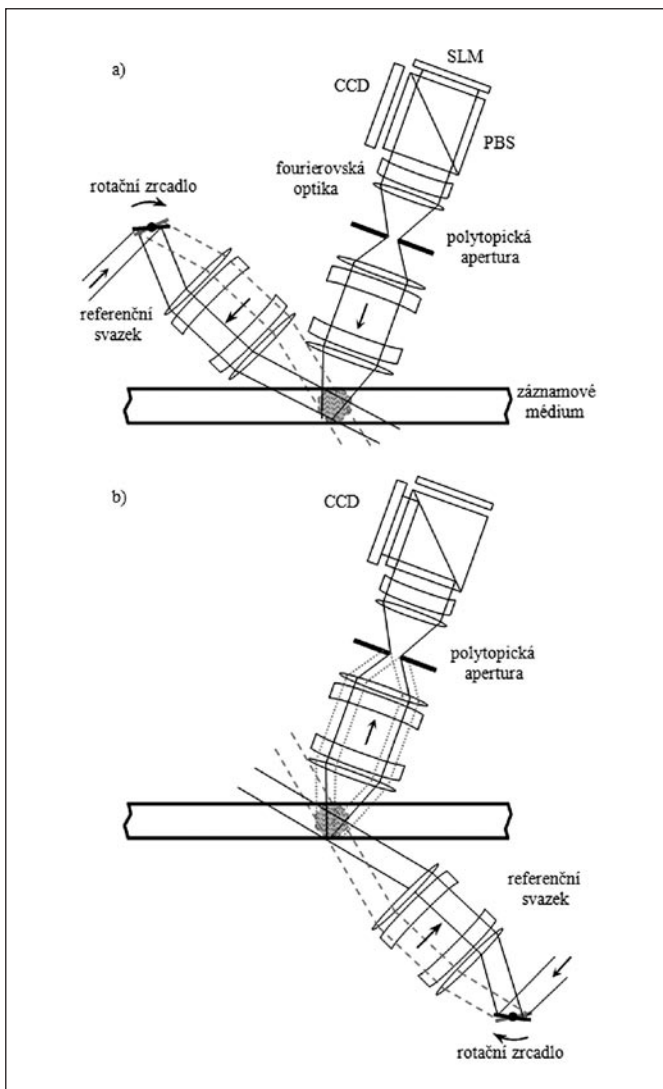 a)
SLM
CCD
PBS
fourierovská
optika
rotační zrcadlo
polytopická
apertura
referenční
svazek
záznamové
médium
b)
CCD
polytopická
apertura
referenční
svazek
rotační zrcadlo